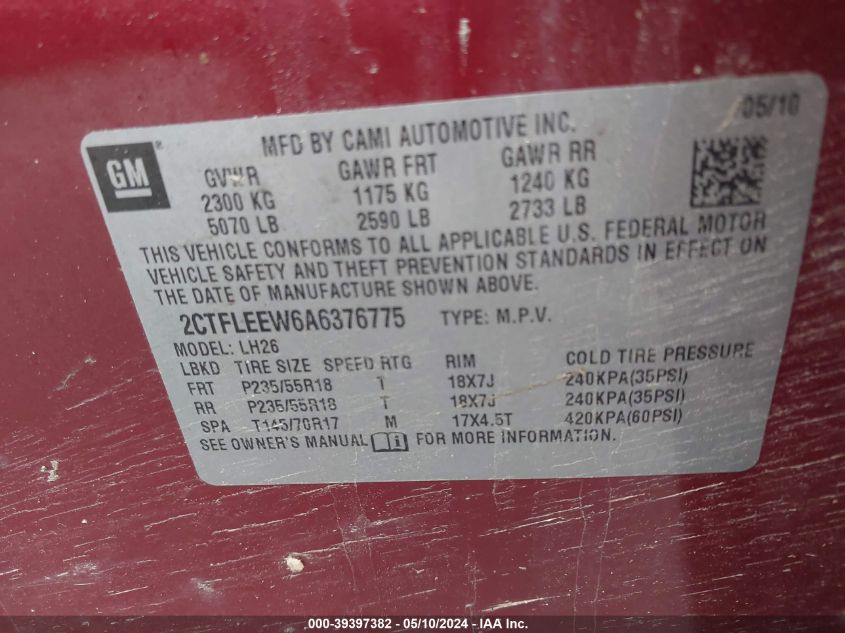 05/10
MFD BY CAMI AUTOMOTIVE INC.
GM
GVWR GAWR FRT GAWR RR
2300 KG 1175 KG 1240 KG
5070 LB 2590 LB 2733 LB
THIS VEHICLE CONFORMS TO ALL APPLICABLE U.S. FEDERAL MOTOR
VEHICLE SAFETY AND THEFT PREVENTION STANDARDS IN EFFECT ON
THE DATE OF MANUFACTURE SHOWN ABOVE.
2CTFLEEW6A6376775 TYPE: M.P.V.
MODEL: LH26
LBKD TIRE SIZE SPEED RTG RIM COLD TIRE PRESSURE
FRT P235/55R18 T 18X7J 240KPA(35PSI)
RR P235/55R18 T 18X7J 240KPA(35PSI)
SPA T145/70R17 M 17X4.5T 420KPA(60PSI)
SEE OWNER'S MANUAL i FOR MORE INFORMATION.
000-39397382 - 05/10/2024 - IAA Inc.